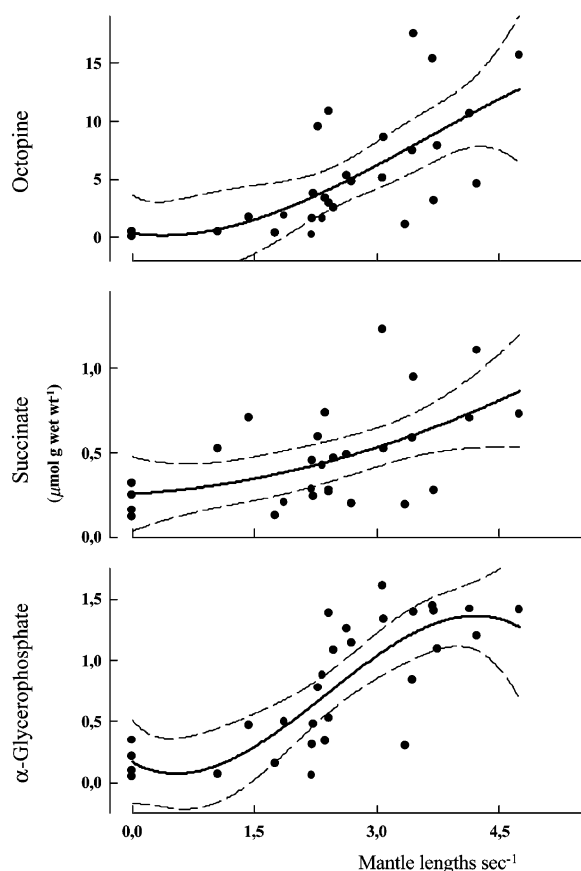 Octopine
15
10
5
0
Succinate
(μmol g wet wt-1)
1,0
0,5
0,0
α-Glycerophosphate
1,5
1,0
0,5
0,0
0,0 1,5 3,0 4,5
Mantle lengths sec-1